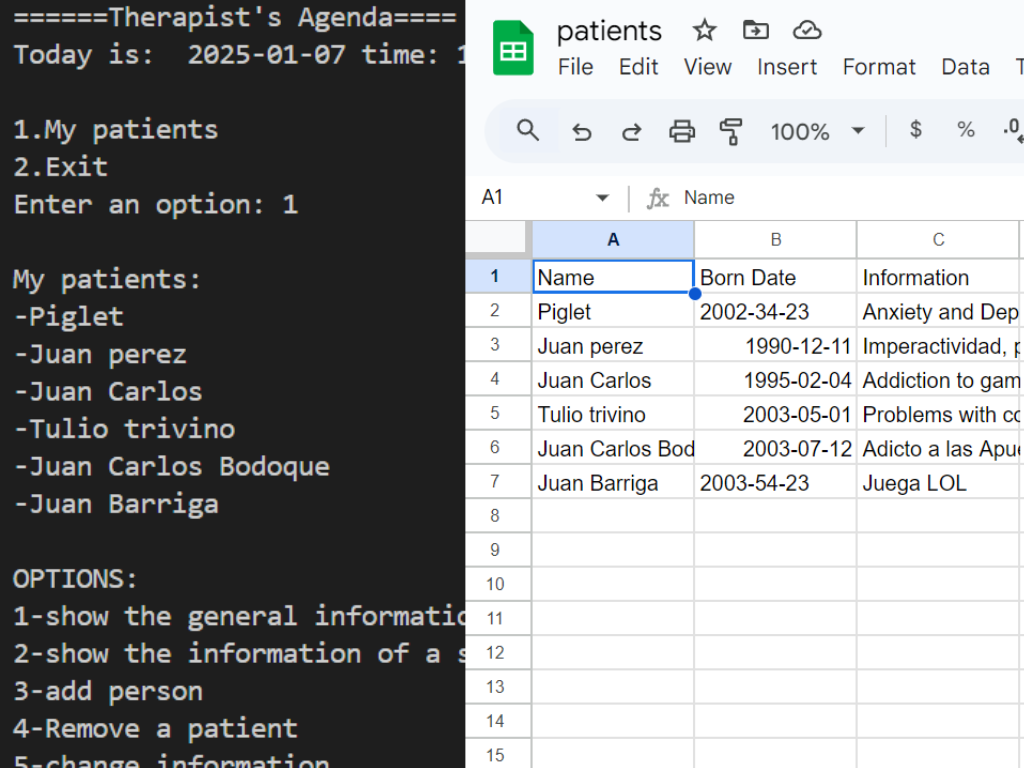 ======Therapist's Agenda====
Today is:  2025-01-07 time: 1
1.My patients
2.Exit
Enter an option: 1
My patients:
-Piglet
-Juan perez
-Juan Carlos
-Tulio trivino
-Juan Carlos Bodoque
-Juan Barriga
OPTIONS:
1-show the general informatio
2-show the information of a s
3-add person
4-Remove a patient
5-change information
patients
File Edit View Insert Format Data T
100% $ % .0
A1 fx Name
A B C
1 Name Born Date Information
2 Piglet 2002-34-23 Anxiety and Dep
3 Juan perez 1990-12-11 Imperactividad, p
4 Juan Carlos 1995-02-04 Addiction to gam
5 Tulio trivino 2003-05-01 Problems with co
6 Juan Carlos Bod 2003-07-12 Adicto a las Apue
7 Juan Barriga 2003-54-23 Juega LOL
8
9
10
11
12
13
14
15